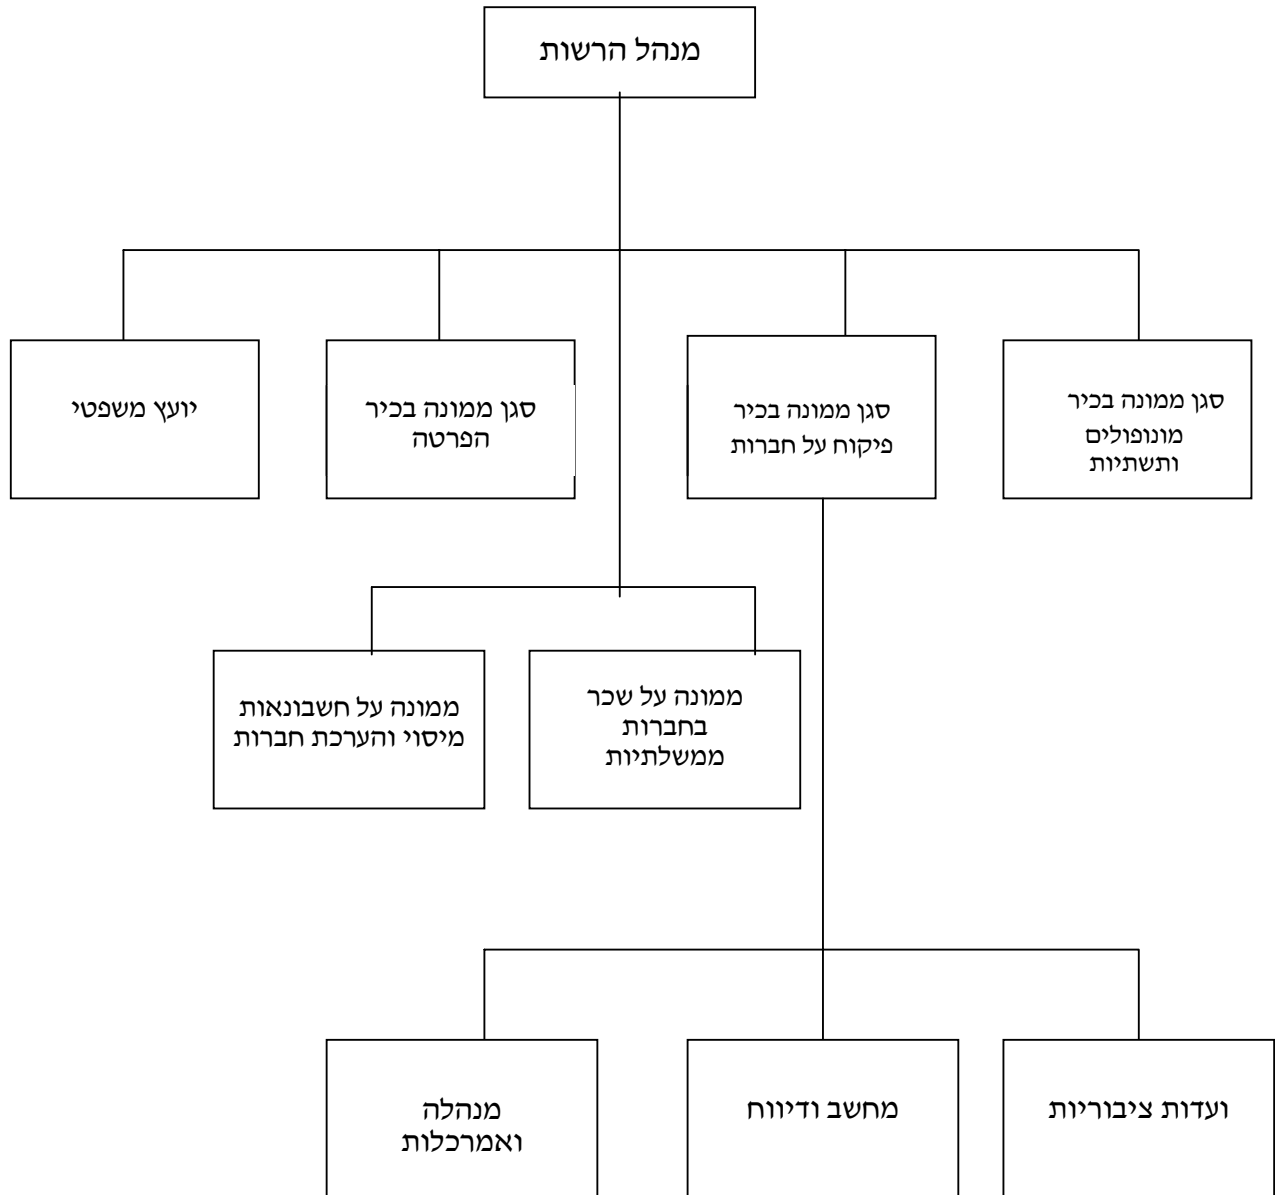 מנהל הרשות
סגן ממונה בכיר
מונופולים
ותשתיות
סגן ממונה בכיר
פיקוח על חברות
סגן ממונה בכיר
הפרטה
יועץ משפטי
ממונה על שכר
בחברות
ממשלתיות
ממונה על חשבונאות
מיסוי והערכת חברות
ועדות ציבוריות
מחשב ודיווח
מנהלה
ואמרכלות